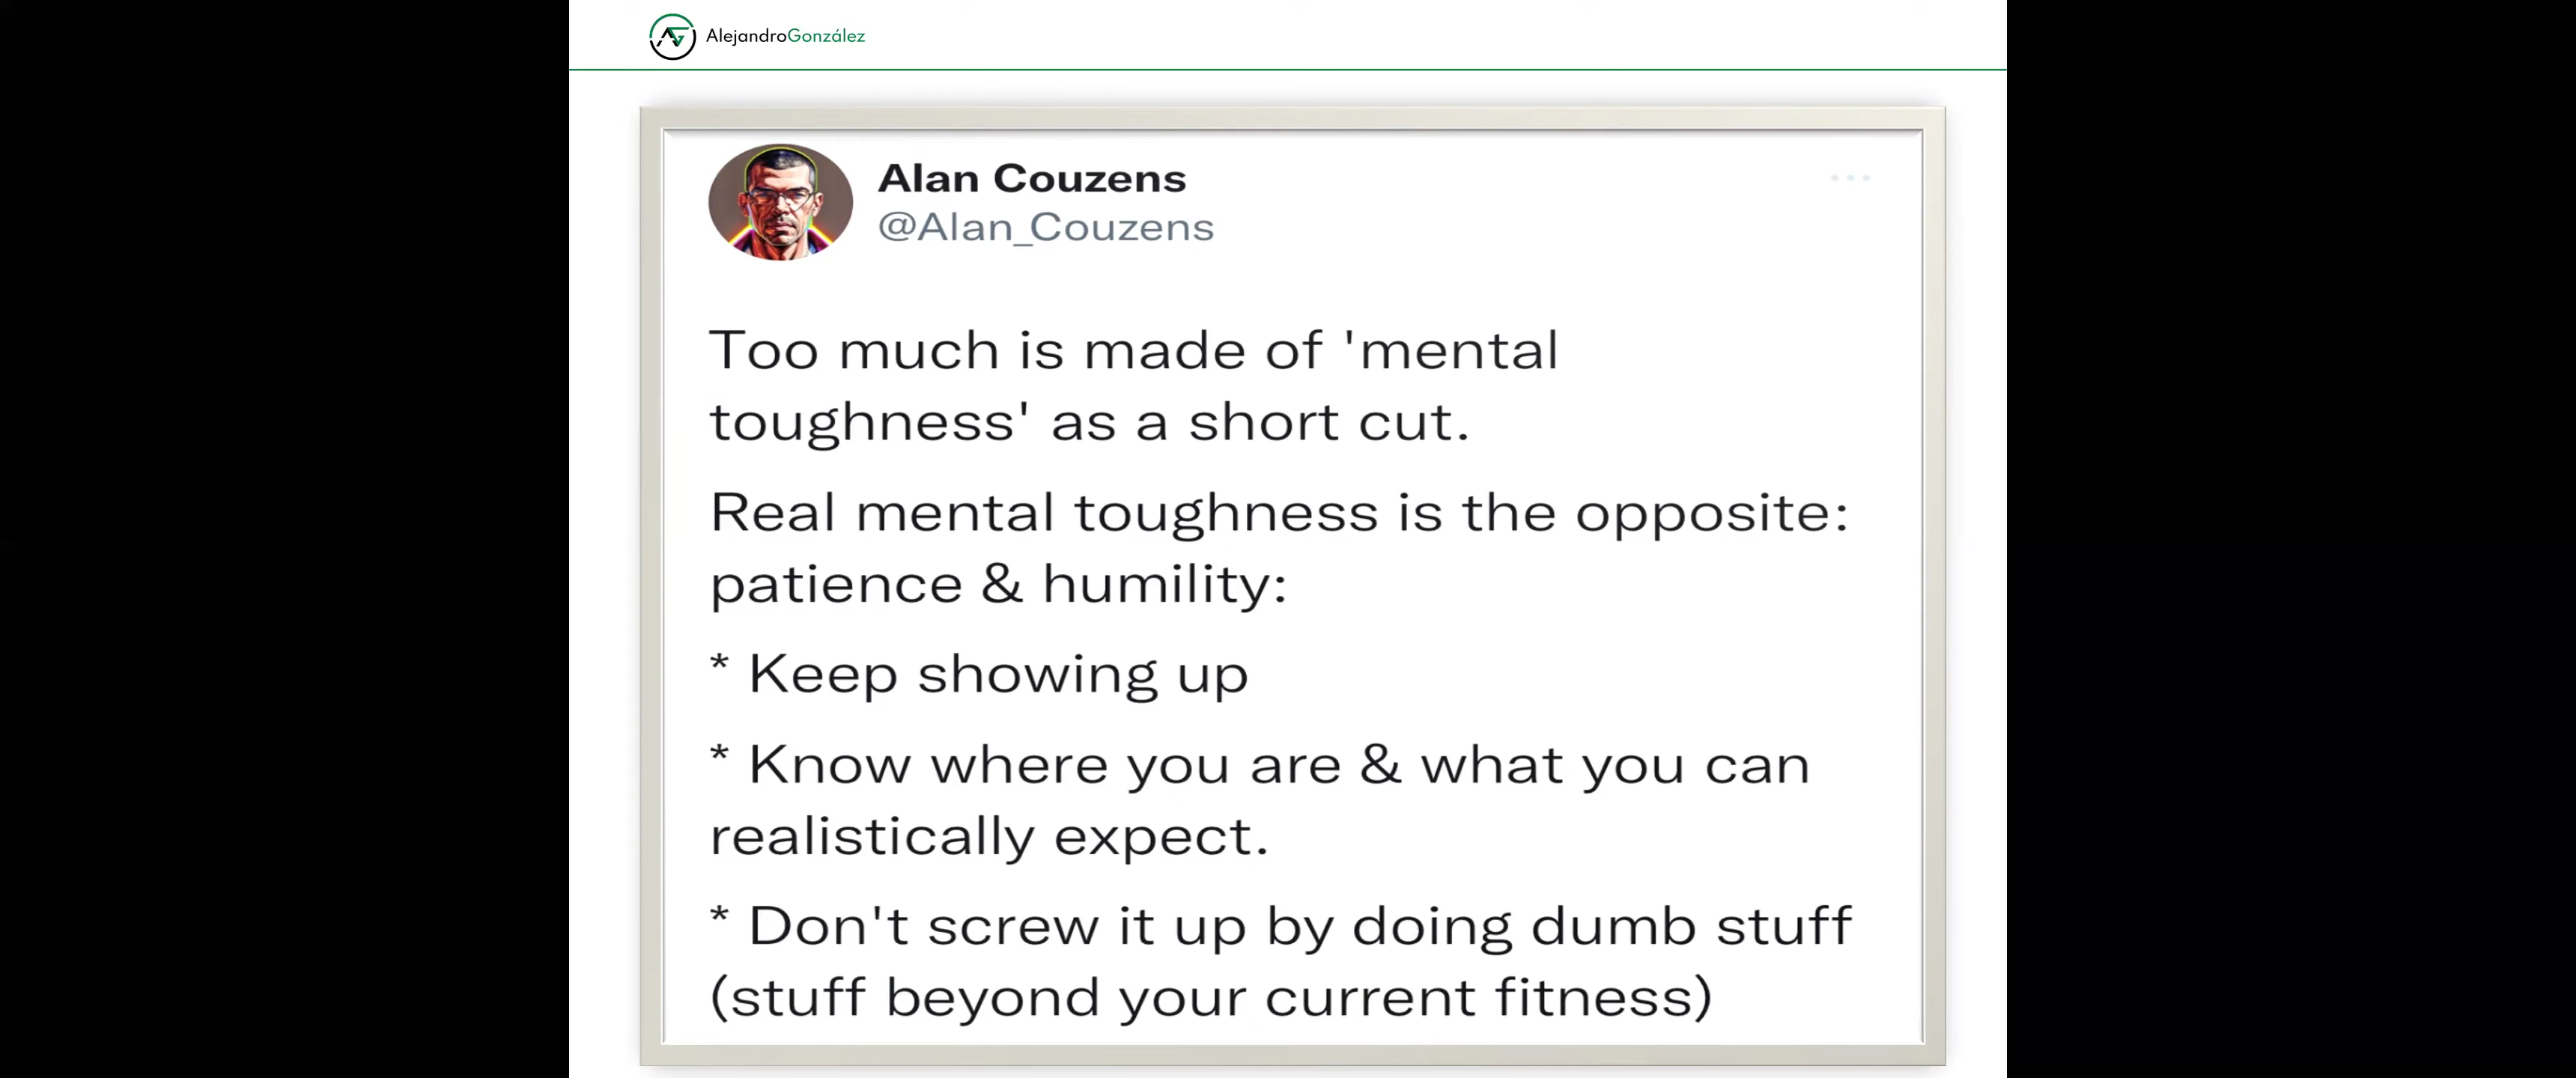 AlejandroGonzález
Alan Couzens
@Alan_Couzens
Too much is made of 'mental
toughness' as a short cut.
Real mental toughness is the opposite:
patience & humility:
* Keep showing up
* Know where you are & what you can
realistically expect.
* Don't screw it up by doing dumb stuff
(stuff beyond your current fitness)